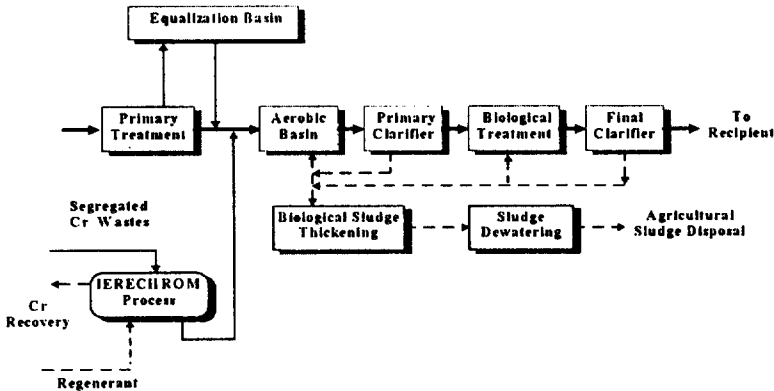 Equalization Basin
Primary
Treatment
Aerobic
Basin
Primary
Clarifier
Biological
Treatment
Final
Clarifier
To
Recipient
Segregated
Cr Wastes
Biological Sludge
Thickening
Sludge
Dewatering
Agricultural
Sludge Disposal
IERECHROM
Process
Cr
Recovery
Regenerant